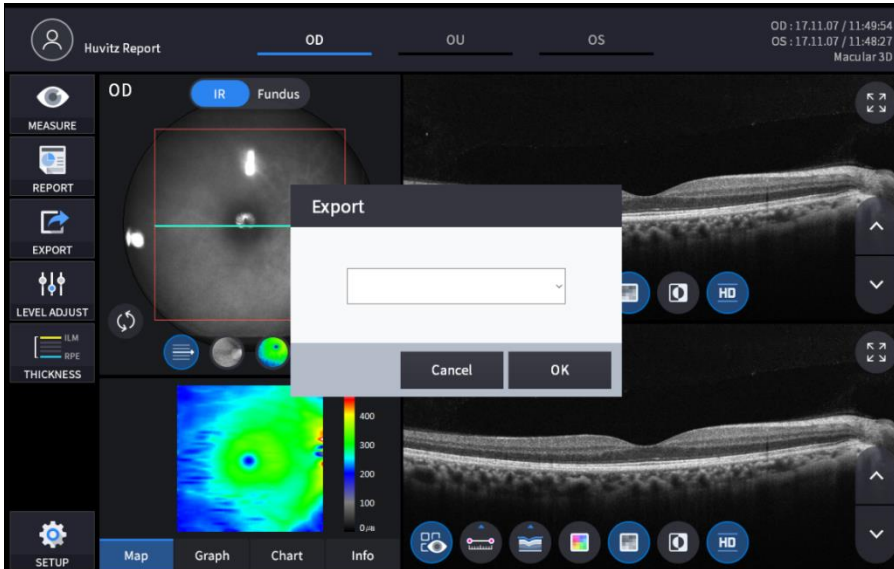 Huvitz Report
OD
OU
OS
OD : 17.11.07 / 11:49:54
OS : 17.11.07 / 11:48:27
Macular 3D
MEASURE
REPORT
EXPORT
LEVEL ADJUST
ILM
RPE
THICKNESS
SETUP
OD
IR
Fundus
Export
Cancel
OK
HD
400
300
200
100
0 μm
Map
Graph
Chart
Info
HD